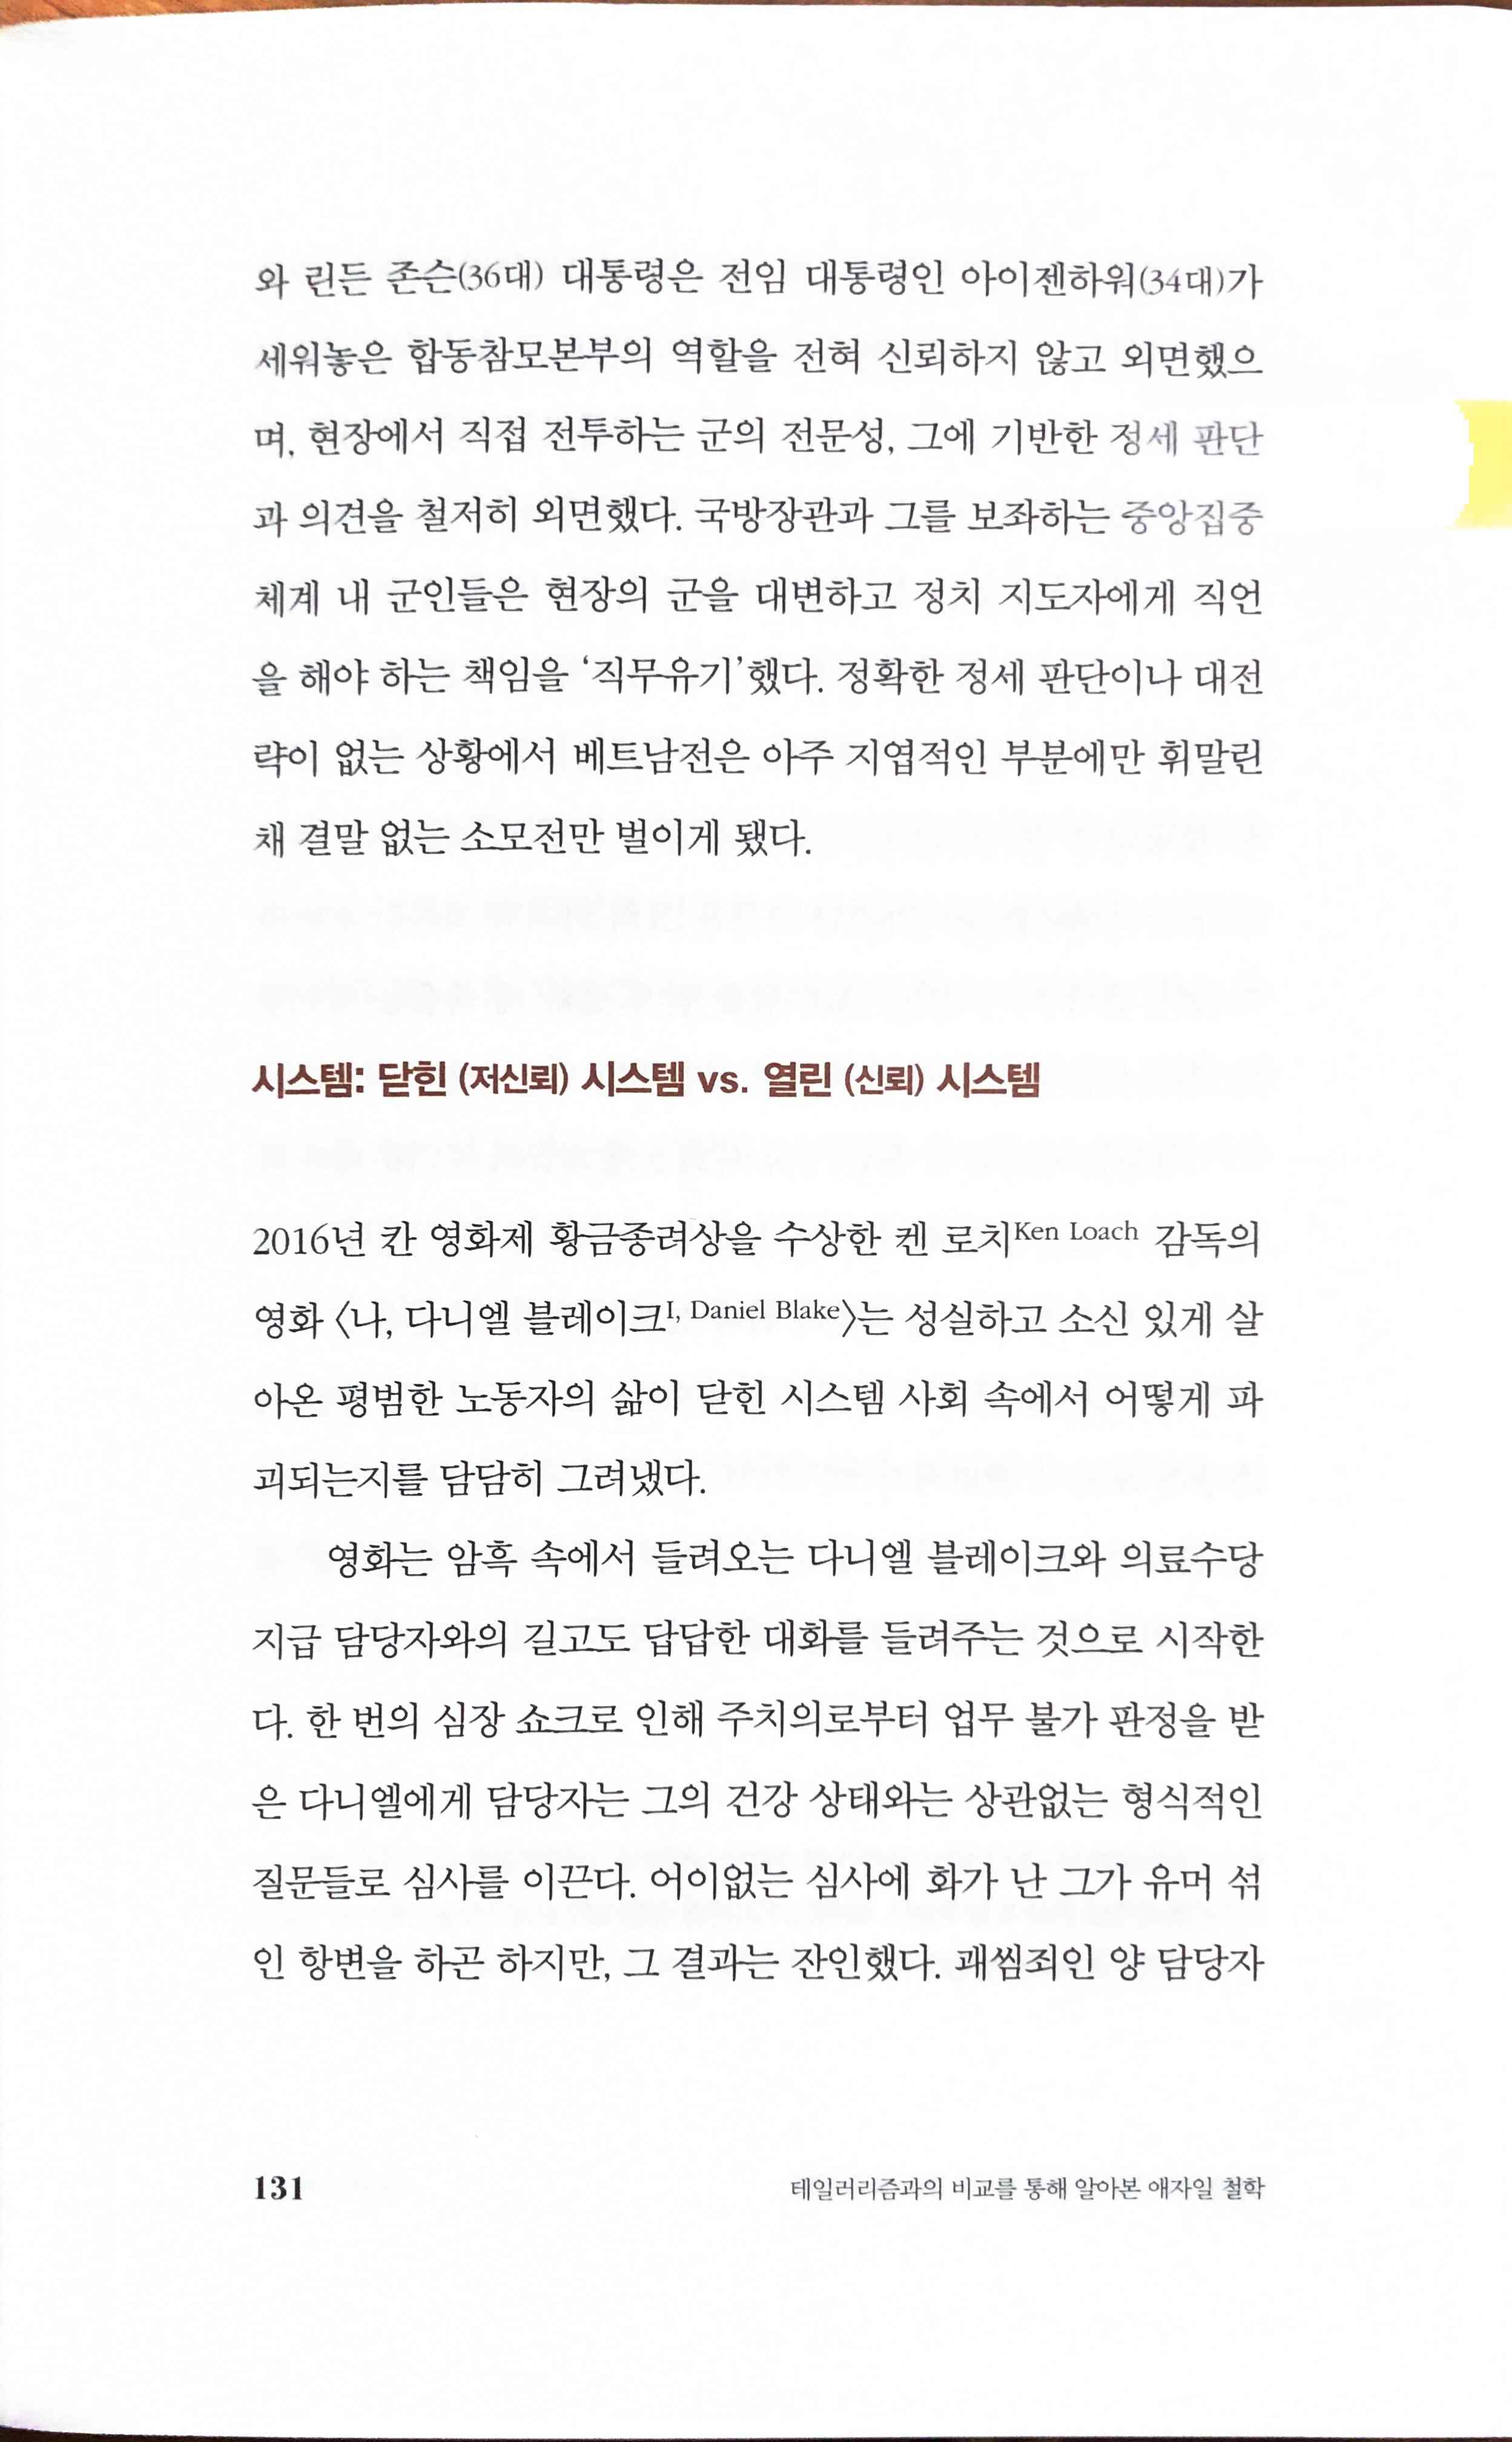 와 린든 존슨(36대) 대통령은 전임 대통령인 아이젠하워(34대)가
세워놓은 합동참모본부의 역할을 전혀 신뢰하지 않고 외면했으
며, 현장에서 직접 전투하는 군의 전문성, 그에 기반한 정세 판단
과 의견을 철저히 외면했다. 국방장관과 그를 보좌하는 중앙집중
체계 내 군인들은 현장의 군을 대변하고 정치 지도자에게 직언
을 해야 하는 책임을 ‘직무유기’했다. 정확한 정세 판단이나 대전
략이 없는 상황에서 베트남전은 아주 지엽적인 부분에만 휘말린
채 결말 없는 소모전만 벌이게 됐다.
시스템: 닫힌 (저신뢰) 시스템 vs. 열린 (신뢰) 시스템
2016년 칸 영화제 황금종려상을 수상한 켄 로치Ken Loach 감독의
영화 〈나, 다니엘 블레이크I, Daniel Blake〉는 성실하고 소신 있게 살
아온 평범한 노동자의 삶이 닫힌 시스템 사회 속에서 어떻게 파
괴되는지를 담담히 그려냈다.
영화는 암흑 속에서 들려오는 다니엘 블레이크와 의료수당
지급 담당자와의 길고도 답답한 대화를 들려주는 것으로 시작한
다. 한 번의 심장 쇼크로 인해 주치의로부터 업무 불가 판정을 받
은 다니엘에게 담당자는 그의 건강 상태와는 상관없는 형식적인
질문들로 심사를 이끈다. 어이없는 심사에 화가 난 그가 유머 섞
인 항변을 하곤 하지만, 그 결과는 잔인했다. 괘씸죄인 양 담당자
131 테일러리즘과의 비교를 통해 알아본 애자일 철학